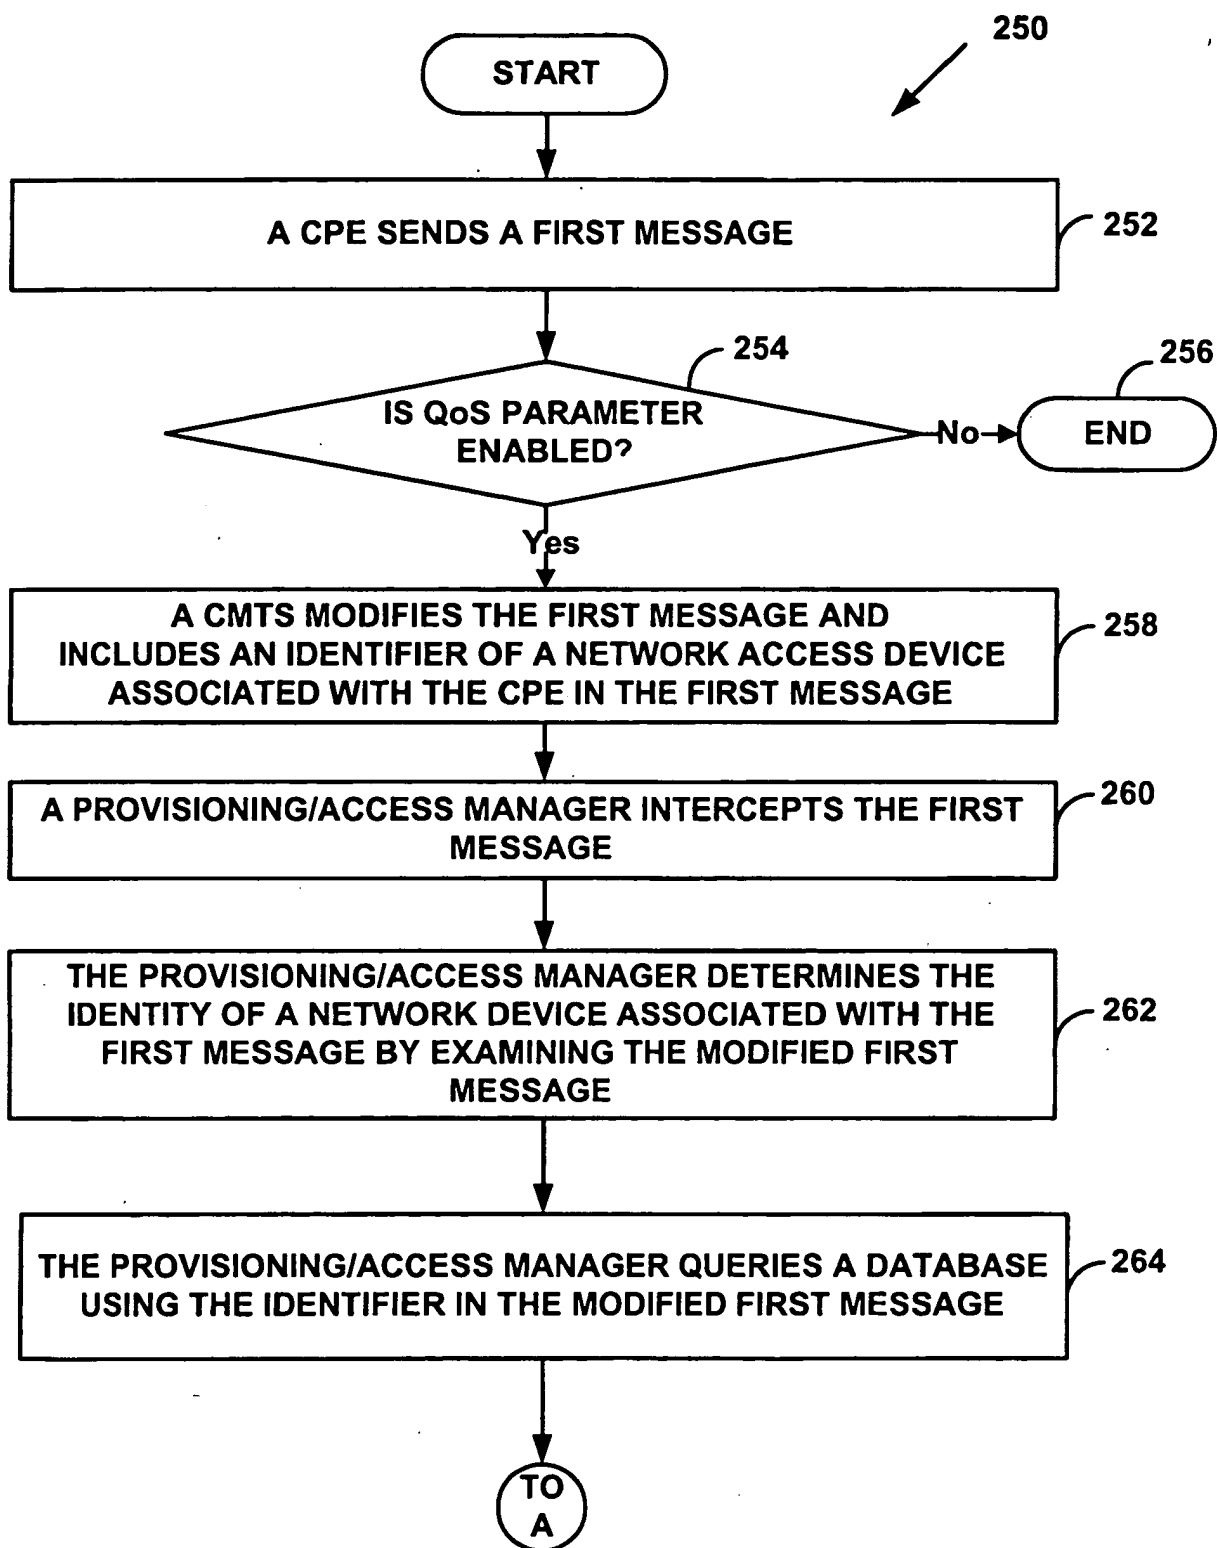 250
START
A CPE SENDS A FIRST MESSAGE
252
254
256
IS QoS PARAMETER
ENABLED?
No
END
Yes
A CMTS MODIFIES THE FIRST MESSAGE AND
INCLUDES AN IDENTIFIER OF A NETWORK ACCESS DEVICE
ASSOCIATED WITH THE CPE IN THE FIRST MESSAGE
258
A PROVISIONING/ACCESS MANAGER INTERCEPTS THE FIRST
MESSAGE
260
THE PROVISIONING/ACCESS MANAGER DETERMINES THE
IDENTITY OF A NETWORK DEVICE ASSOCIATED WITH THE
FIRST MESSAGE BY EXAMINING THE MODIFIED FIRST
MESSAGE
262
THE PROVISIONING/ACCESS MANAGER QUERIES A DATABASE
USING THE IDENTIFIER IN THE MODIFIED FIRST MESSAGE
264
TO
A